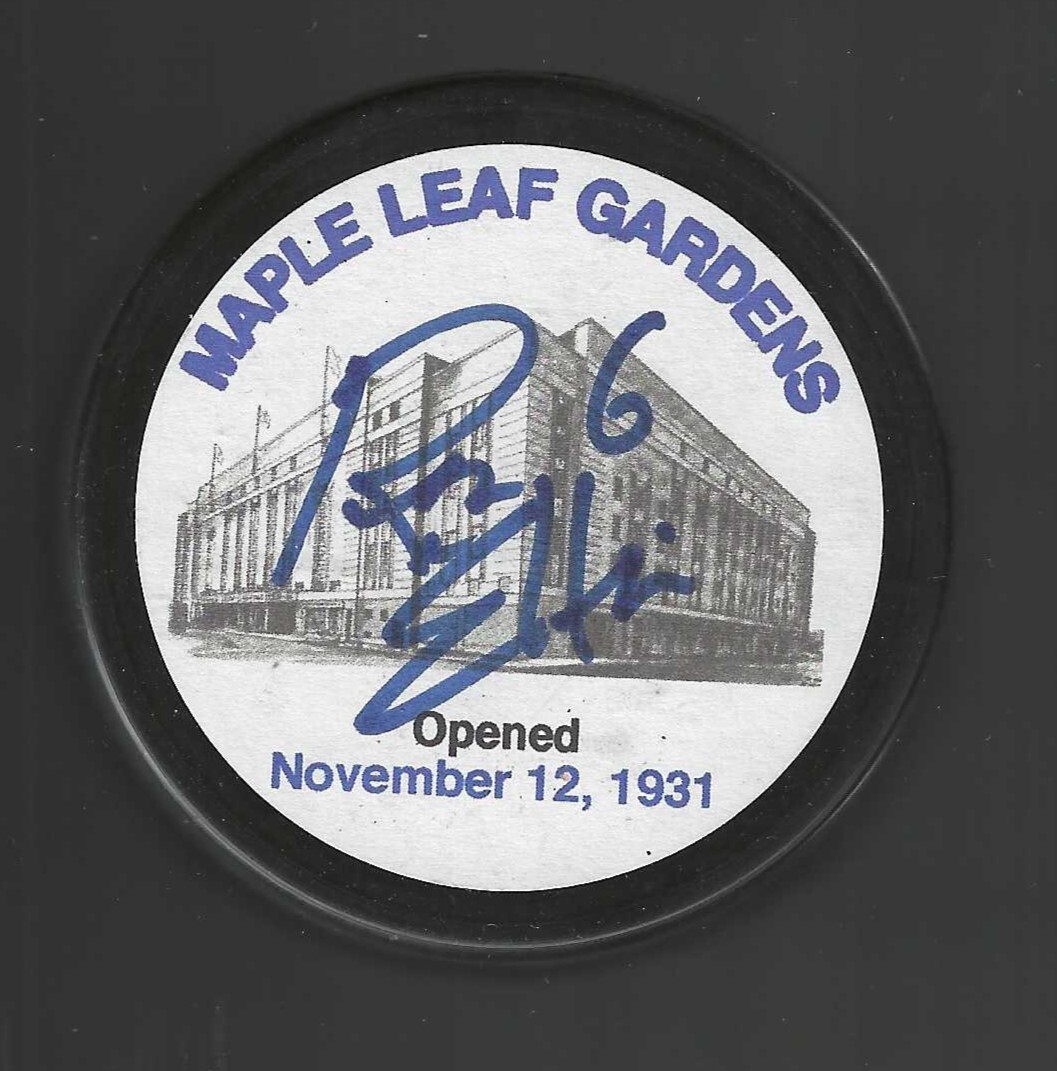 MAPLE LEAF GARDENS
6
Opened
November 12, 1931